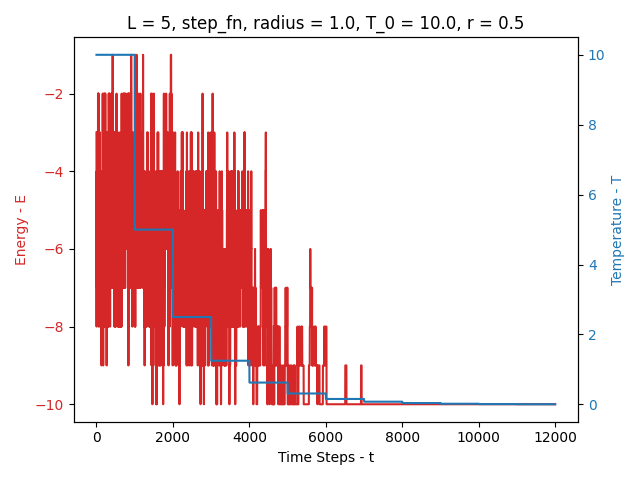 L = 5, step_fn, radius = 1.0, T_0 = 10.0, r = 0.5
−2
−4
−6
−8
−10
Energy - E
10
8
6
4
2
0
Temperature - T
0 2000 4000 6000 8000 10000 12000
Time Steps - t